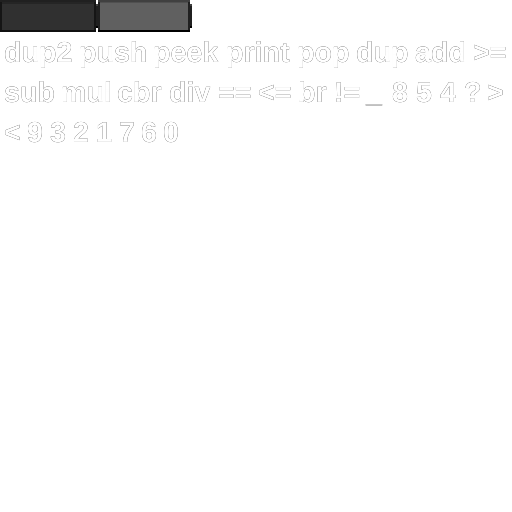 dup2 push peek print pop dup add >=
sub mul cbr div == <= br != _ 8 5 4 ? >
< 9 3 2 1 7 6 0